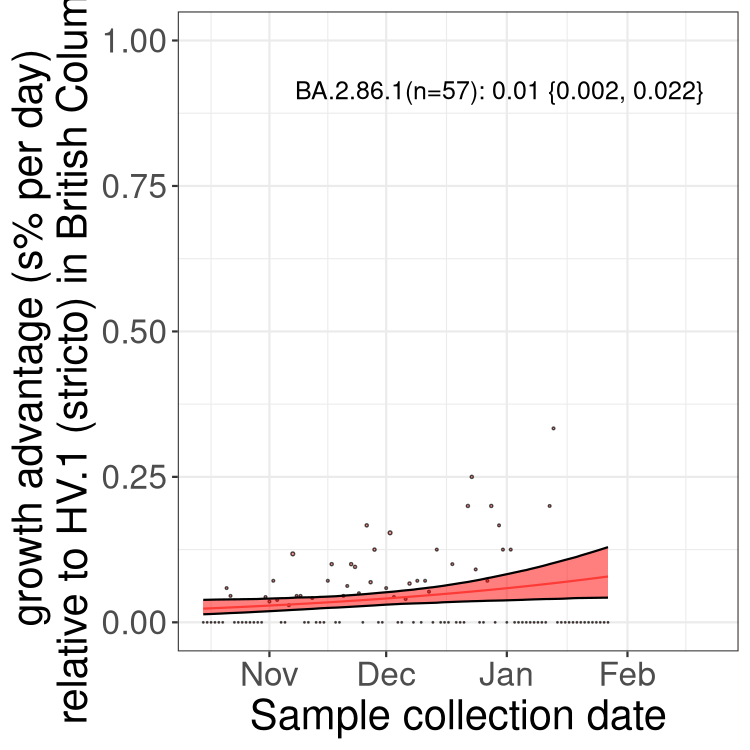 growth advantage (s% per day)
relative to HV.1 (stricto) in British Colum
1.00
0.75
0.50
0.25
0.00
BA.2.86.1(n=57): 0.01 {0.002, 0.022}
Nov Dec Jan Feb
Sample collection date